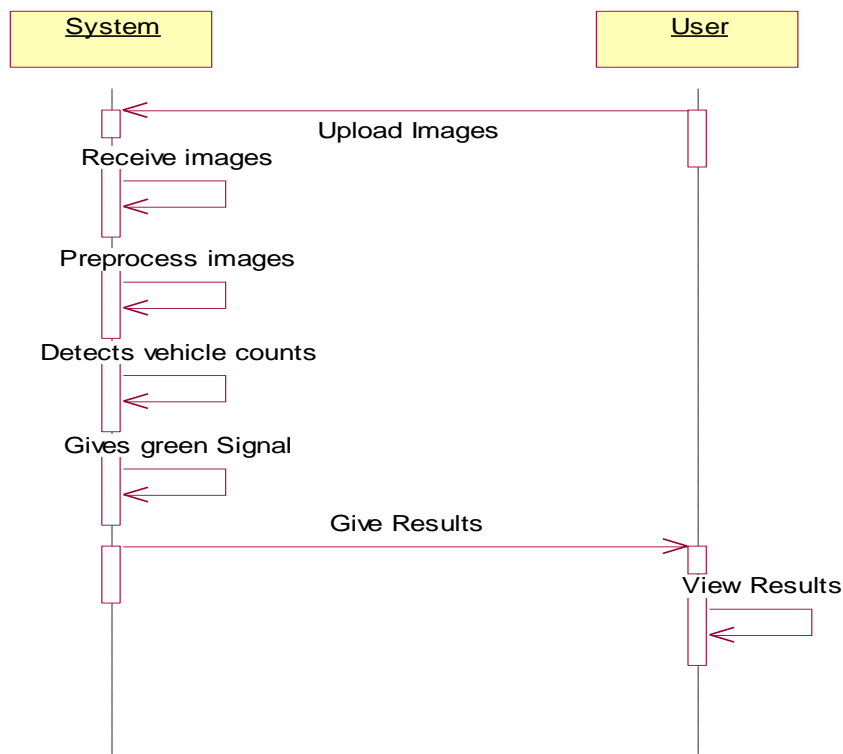 System
User
Upload Images
Receive images
Preprocess images
Detects vehicle counts
Gives green Signal
Give Results
View Results